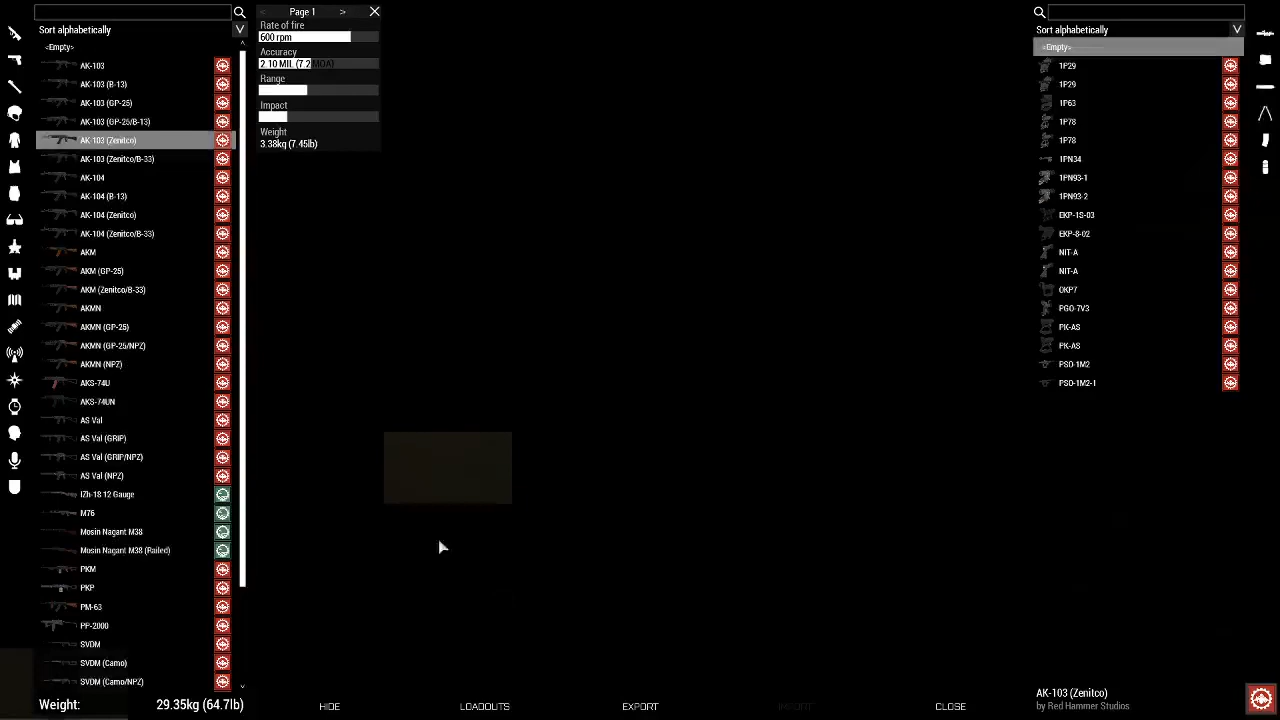 Sort alphabetically
<Empty>
AK-103
AK-103 (B-13)
AK-103 (GP-25)
AK-103 (GP-25/B-13)
AK-103 (Zenitco)
AK-103 (Zenitco/B-33)
AK-104
AK-104 (B-13)
AK-104 (Zenitco)
AK-104 (Zenitco/B-33)
AKM
AKM (GP-25)
AKM (Zenitco/B-33)
AKMN
AKMN (GP-25)
AKMN (GP-25/NPZ)
AKMN (NPZ)
AKS-74U
AKS-74UN
AS Val
AS Val (GRIP)
AS Val (GRIP/NPZ)
AS Val (NPZ)
IZh-18 12 Gauge
M76
Mosin Nagant M38
Mosin Nagant M38 (Railed)
PKM
PKP
PM-63
PP-2000
SVDM
SVDM (Camo)
SVDM (Camo/NPZ)
Weight: 29.35kg (64.7lb)
< Page 1 >
Rate of fire
600 rpm
Accuracy
2.10 MIL (7.2 MOA)
Range
Impact
Weight
3.38kg (7.45lb)
Sort alphabetically
<Empty>
1P29
1P29
1P63
1P78
1P78
1PN34
1PN93-1
1PN93-2
EKP-1S-03
EKP-8-02
NIT-A
NIT-A
OKP7
PGO-7V3
PK-AS
PK-AS
PSO-1M2
PSO-1M2-1
AK-103 (Zenitco)
by Red Hammer Studios
HIDE LOADOUTS EXPORT IMPORT CLOSE